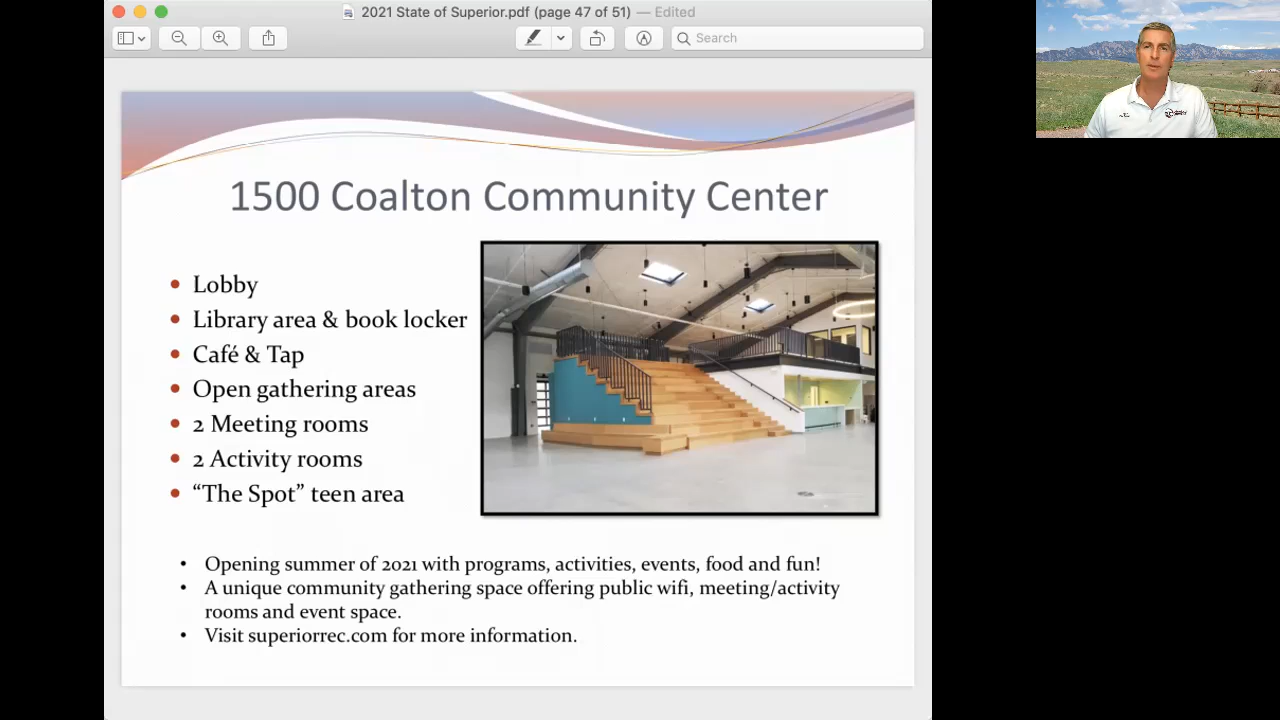 2021 State of Superior.pdf (page 47 of 51) — Edited
Search
1500 Coalton Community Center
• Lobby
• Library area & book locker
• Café & Tap
• Open gathering areas
• 2 Meeting rooms
• 2 Activity rooms
• “The Spot” teen area
• Opening summer of 2021 with programs, activities, events, food and fun!
• A unique community gathering space offering public wifi, meeting/activity
rooms and event space.
• Visit superiorrec.com for more information.